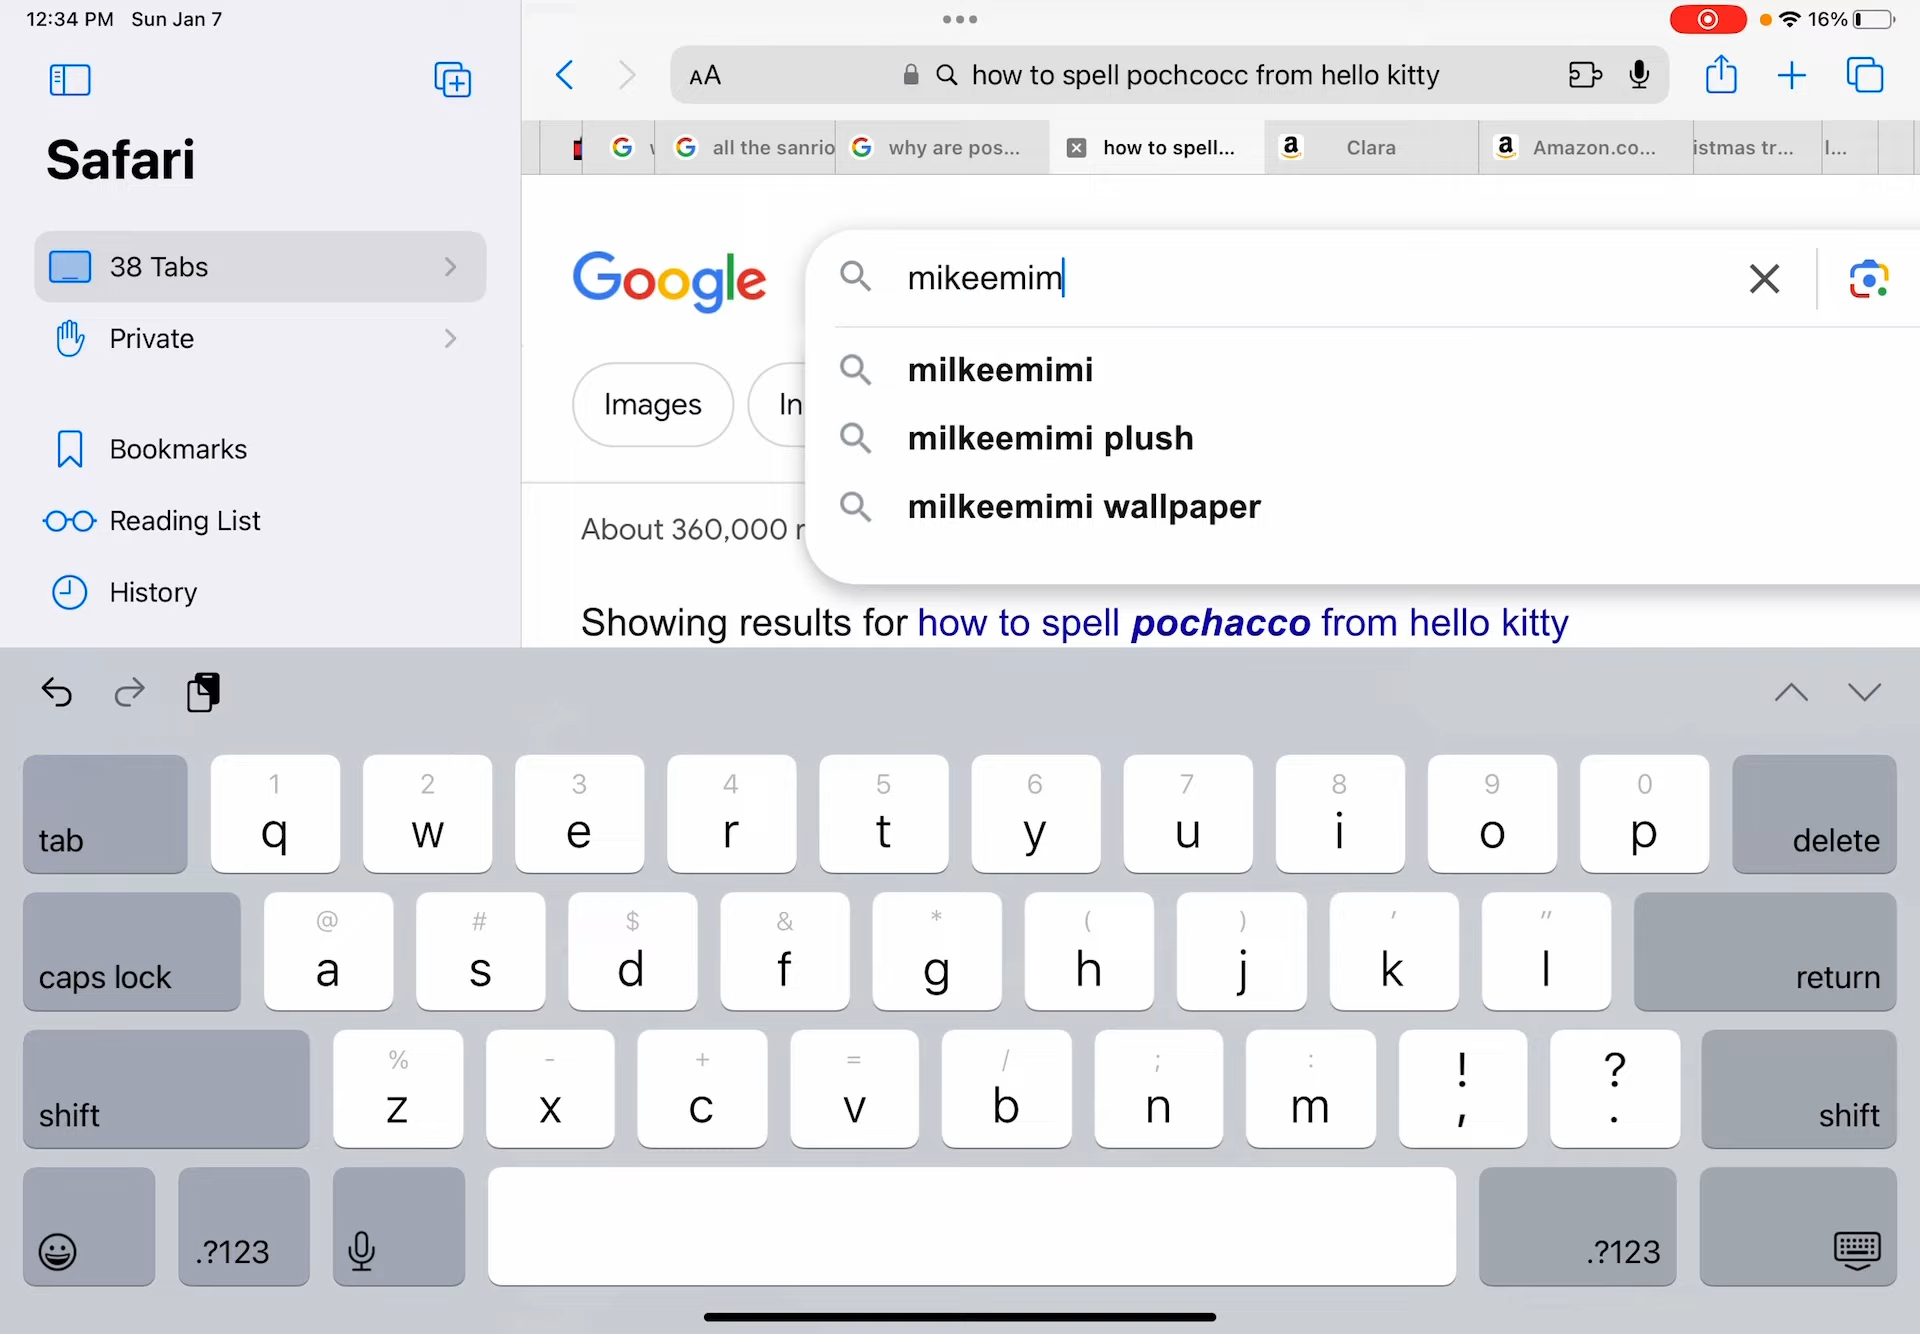 12:34 PM Sun Jan 7
16%
Safari
38 Tabs
Private
Bookmarks
Reading List
History
AA
how to spell pochcocc from hello kitty
all the sanrio
why are pos...
how to spell...
Clara
Amazon.co...
istmas tr...
l...
Google
mikeemim
milkeemimi
milkeemimi plush
milkeemimi wallpaper
Images
In
About 360,000 r
Showing results for how to spell pochacco from hello kitty
1 2 3 4 5 6 7 8 9 0
tab q w e r t y u i o p delete
@ # $ & * ( ) ' "
caps lock a s d f g h j k l return
% - + = / ; : ! ?
shift z x c v b n m , . shift
.?123 .?123